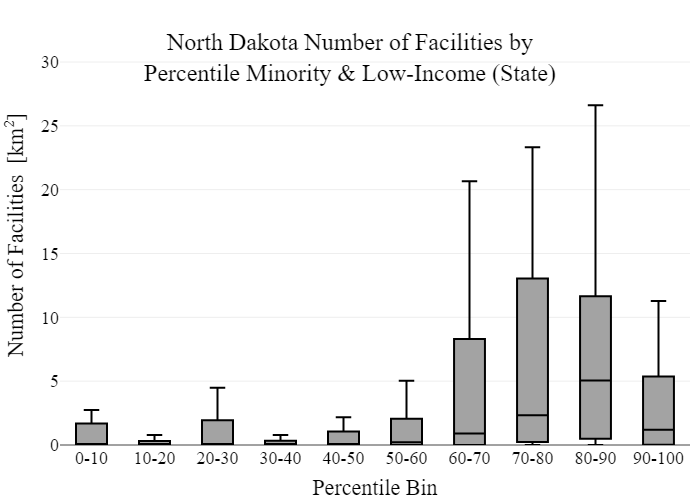 North Dakota Number of Facilities by
Percentile Minority & Low-Income (State)
Number of Facilities [km²]
30
25
20
15
10
5
0
0-10 10-20 20-30 30-40 40-50 50-60 60-70 70-80 80-90 90-100
Percentile Bin